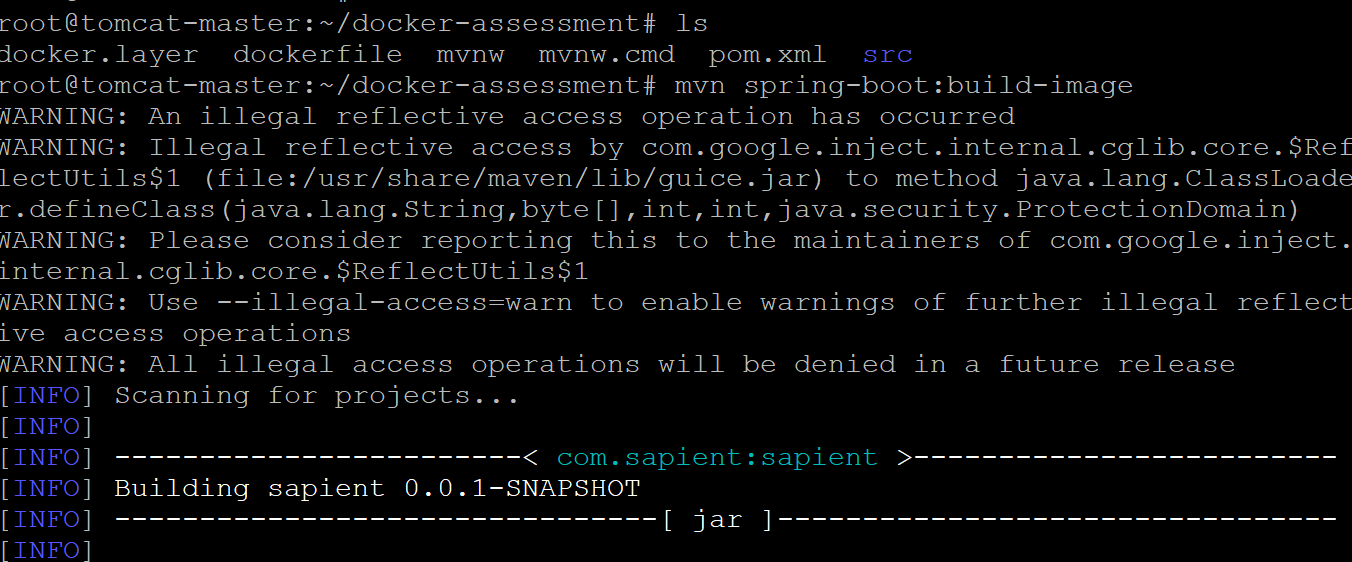 root@tomcat-master:~/docker-assessment# ls
docker.layer  dockerfile  mvnw  mvnw.cmd  pom.xml  src
root@tomcat-master:~/docker-assessment# mvn spring-boot:build-image
WARNING: An illegal reflective access operation has occurred
WARNING: Illegal reflective access by com.google.inject.internal.cglib.core.$Ref
lectUtils$1 (file:/usr/share/maven/lib/guice.jar) to method java.lang.ClassLoade
r.defineClass(java.lang.String,byte[],int,int,java.security.ProtectionDomain)
WARNING: Please consider reporting this to the maintainers of com.google.inject.
internal.cglib.core.$ReflectUtils$1
WARNING: Use --illegal-access=warn to enable warnings of further illegal reflect
ive access operations
WARNING: All illegal access operations will be denied in a future release
[INFO] Scanning for projects...
[INFO]
[INFO] ------------------------< com.sapient:sapient >-------------------------
[INFO] Building sapient 0.0.1-SNAPSHOT
[INFO] --------------------------------[ jar ]---------------------------------
[INFO]